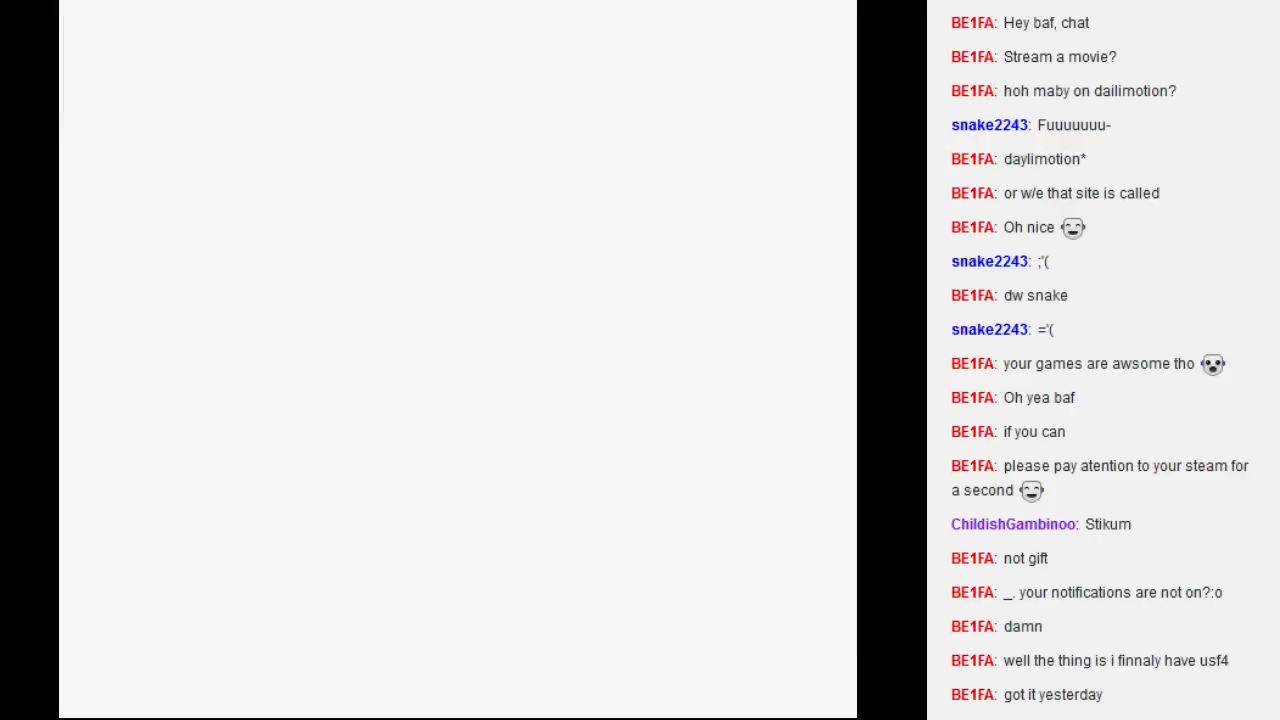 BE1FA: Hey baf, chat
BE1FA: Stream a movie?
BE1FA: hoh maby on dailimotion?
snake2243: Fuuuuuuu-
BE1FA: daylimotion*
BE1FA: or w/e that site is called
BE1FA: Oh nice
snake2243: ;'(
BE1FA: dw snake
snake2243: ='(
BE1FA: your games are awsome tho
BE1FA: Oh yea baf
BE1FA: if you can
BE1FA: please pay atention to your steam for
a second
ChildishGambinoo: Stikum
BE1FA: not gift
BE1FA: _. your notifications are not on?:o
BE1FA: damn
BE1FA: well the thing is i finnaly have usf4
BE1FA: got it yesterday